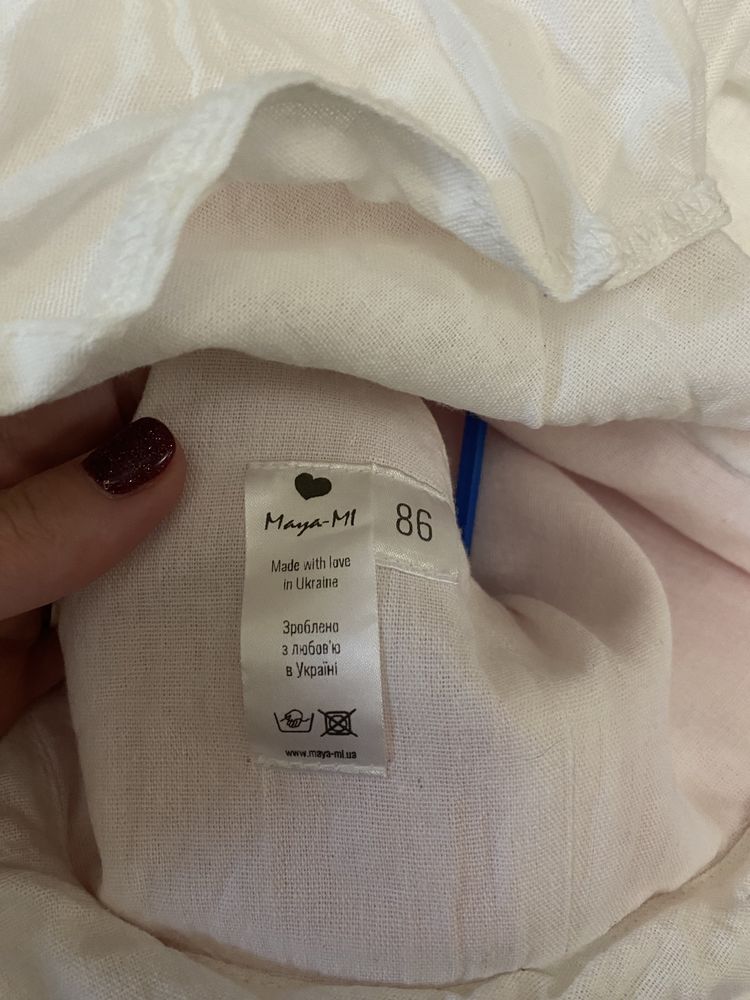 Maya-MI
86
Made with love
in Ukraine
Зроблено
з любов'ю
в Україні
www.maya-mi.ua